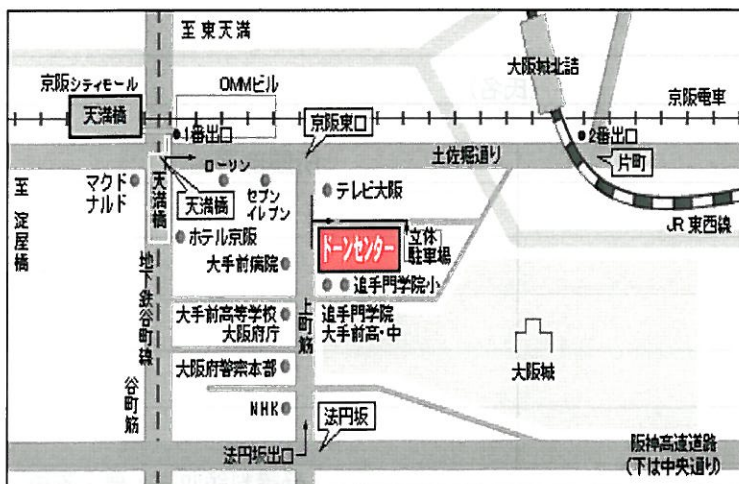 至東天満
京阪シティモール
OMMビル
大阪城北詰
天満橋
京阪電車
1番出口
京阪東口
2番出口
土佐堀通り
片町
至淀屋橋
マクド
ナルド
天満橋
天満橋
ローソン
セブン
イレブン
テレビ大阪
JR東西線
ホテル京阪
ドーンセンター
立体
駐車場
大手前病院
追手門学院小
地下鉄谷町線
大手前高等学校
大阪府庁
上町筋
追手門学院
大手前高・中
大阪城
大阪府警察本部
谷町筋
NHK
法円坂
法円坂出口
阪神高速道路
(下は中央通り)